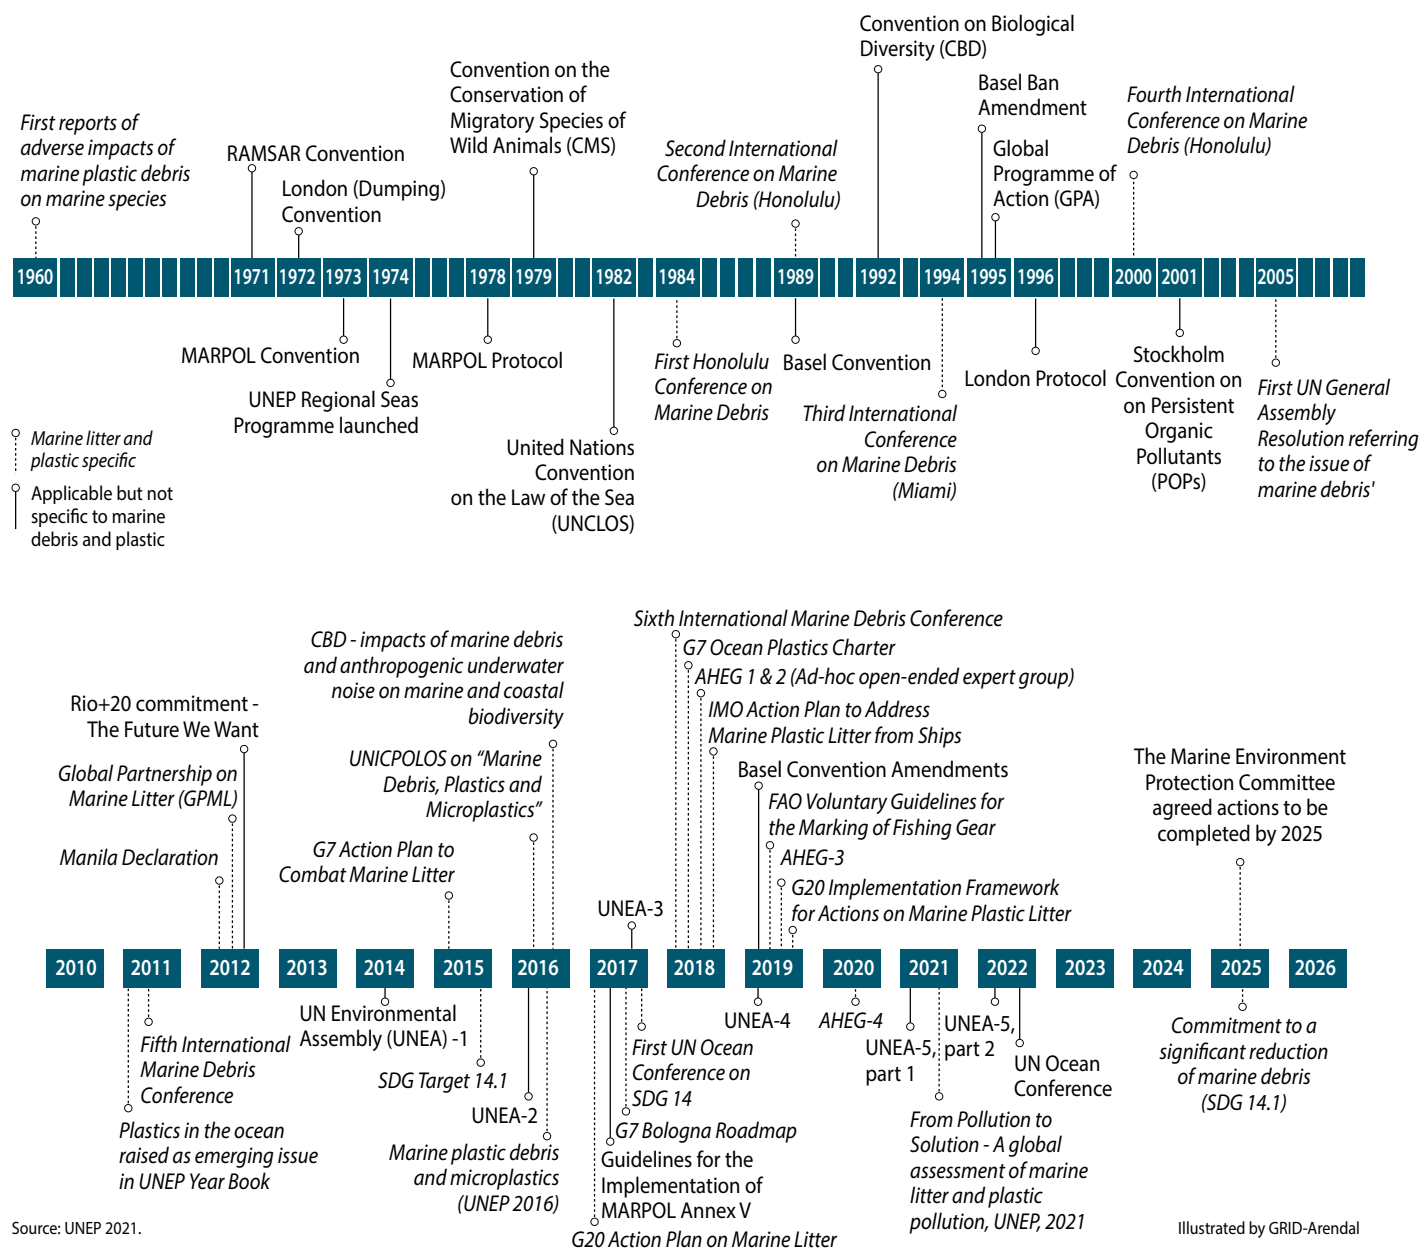 Convention on Biological
Diversity (CBD)
Convention on the
Conservation of
Migratory Species of
Wild Animals (CMS)
Basel Ban
Amendment
Fourth International
Conference on Marine
Debris (Honolulu)
First reports of
adverse impacts of
marine plastic debris
on marine species
RAMSAR Convention
London (Dumping)
Convention
Second International
Conference on Marine
Debris (Honolulu)
Global
Programme of
Action (GPA)
1960 1971 1972 1973 1974 1978 1979 1982 1984 1989 1992 1994 1995 1996 2000 2001 2005
MARPOL Convention
UNEP Regional Seas
Programme launched
MARPOL Protocol
United Nations
Convention
on the Law of the Sea
(UNCLOS)
First Honolulu
Conference on
Marine Debris
Basel Convention
Third International
Conference
on Marine Debris
(Miami)
London Protocol
Stockholm
Convention on
on Persistent
Organic
Pollutants
(POPs)
First UN General
Assembly
Resolution referring
to the issue of
marine debris'
Marine litter and
plastic specific
Applicable but not
specific to marine
debris and plastic
Rio+20 commitment -
The Future We Want
Global Partnership on
Marine Litter (GPML)
Manila Declaration
CBD - impacts of marine debris
and anthropogenic underwater
noise on marine and coastal
biodiversity
UNICPOLOS on “Marine
Debris, Plastics and
Microplastics”
G7 Action Plan to
Combat Marine Litter
UNEA-3
Sixth International Marine Debris Conference
G7 Ocean Plastics Charter
AHEG 1 & 2 (Ad-hoc open-ended expert group)
IMO Action Plan to Address
Marine Plastic Litter from Ships
Basel Convention Amendments
FAO Voluntary Guidelines for
the Marking of Fishing Gear
AHEG-3
G20 Implementation Framework
for Actions on Marine Plastic Litter
The Marine Environment
Protection Committee
agreed actions to be
completed by 2025
2010 2011 2012 2013 2014 2015 2016 2017 2018 2019 2020 2021 2022 2023 2024 2025 2026
Fifth International
Marine Debris
Conference
Plastics in the ocean
raised as emerging issue
in UNEP Year Book
UN Environmental
Assembly (UNEA) -1
SDG Target 14.1
UNEA-2
Marine plastic debris
and microplastics
(UNEP 2016)
First UN Ocean
Conference on
SDG 14
G7 Bologna Roadmap
Guidelines for the
Implementation of
MARPOL Annex V
G20 Action Plan on Marine Litter
UNEA-4
AHEG-4
UNEA-5,
part 1
UNEA-5,
part 2
UN Ocean
Conference
From Pollution to
Solution - A global
assessment of marine
litter and plastic
pollution, UNEP, 2021
Commitment to a
significant reduction
of marine debris
(SDG 14.1)
Source: UNEP 2021.
Illustrated by GRID-Arendal